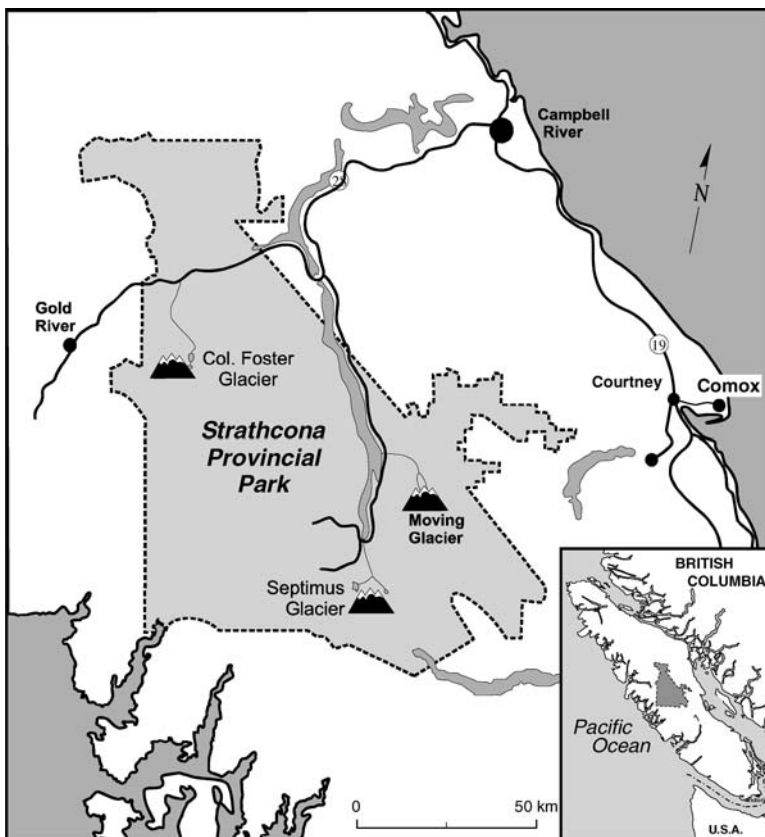 Campbell
River
N
Gold
River
Col. Foster
Glacier
19
Courtney
Comox
Strathcona
Provincial
Park
Moving
Glacier
Septimus
Glacier
BRITISH
COLUMBIA
Pacific
Ocean
U.S.A.
0
50 km